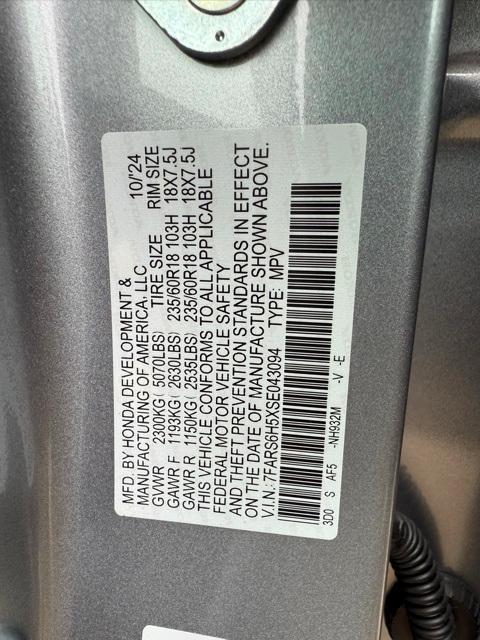 MFD. BY HONDA DEVELOPMENT &
MANUFACTURING OF AMERICA, LLC 10/'24
GVWR 2300KG ( 5070LBS) TIRE SIZE RIM SIZE
GAWR F 1193KG ( 2630LBS) 235/60R18 103H 18X7.5J
GAWR R 1150KG ( 2535LBS) 235/60R18 103H 18X7.5J
THIS VEHICLE CONFORMS TO ALL APPLICABLE
FEDERAL MOTOR VEHICLE SAFETY
AND THEFT PREVENTION STANDARDS IN EFFECT
ON THE DATE OF MANUFACTURE SHOWN ABOVE.
V.I.N.: 7FARS6H5XSE043094 TYPE: MPV
3D0 S AF5 -NH932M -V -E